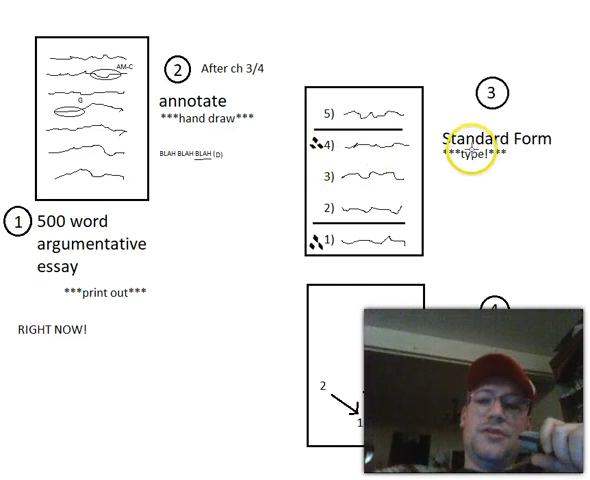 AM-C
G
1
500 word
argumentative
essay
***print out***
RIGHT NOW!
2
After ch 3/4
annotate
***hand draw***
BLAH BLAH BLAH (D)
5)
4)
3)
2)
1)
3
Standard Form
***type!***
2
1